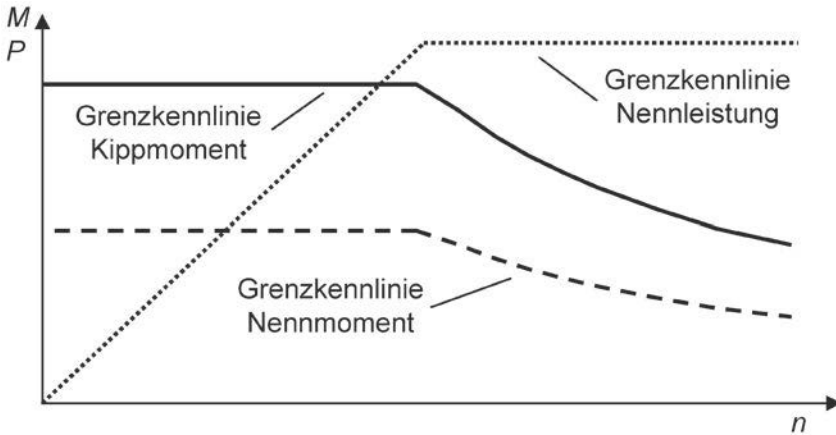 M
P
Grenzkennlinie
Kippmoment
Grenzkennlinie
Nennleistung
Grenzkennlinie
Nennmoment
n